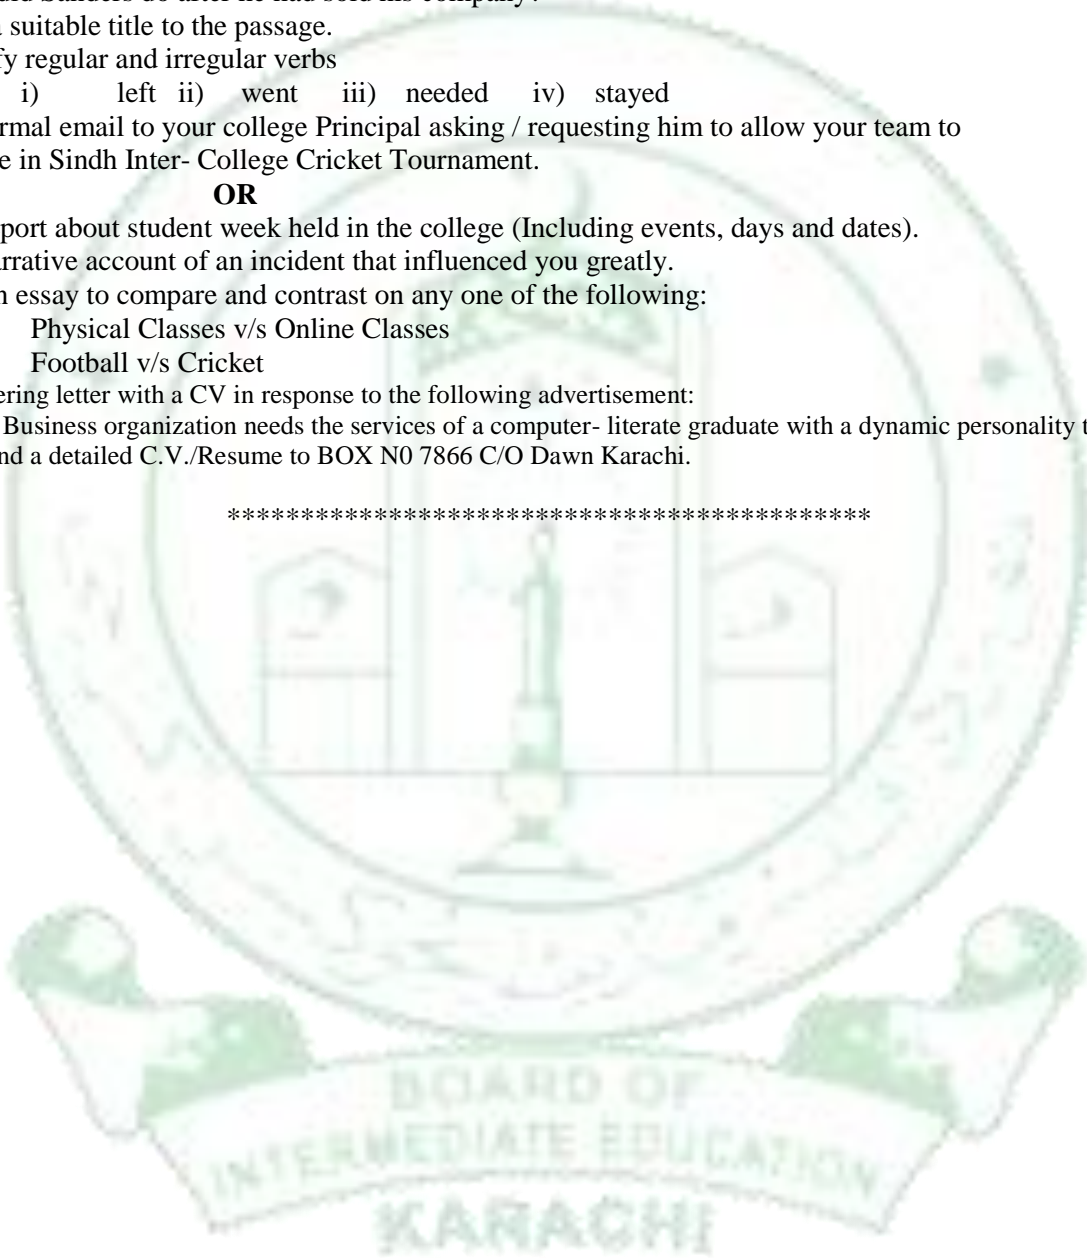 did Sanders do after he had sold his company?
suitable title to the passage.
fy regular and irregular verbs
i) left ii) went iii) needed iv) stayed
rmal email to your college Principal asking / requesting him to allow your team to
e in Sindh Inter- College Cricket Tournament.
OR
port about student week held in the college (Including events, days and dates).
arrative account of an incident that influenced you greatly.
n essay to compare and contrast on any one of the following:
Physical Classes v/s Online Classes
Football v/s Cricket
ering letter with a CV in response to the following advertisement:
Business organization needs the services of a computer- literate graduate with a dynamic personality t
nd a detailed C.V./Resume to BOX N0 7866 C/O Dawn Karachi.
********************************************
BOARD OF
INTERMEDIATE EDUCATION
KARACHI